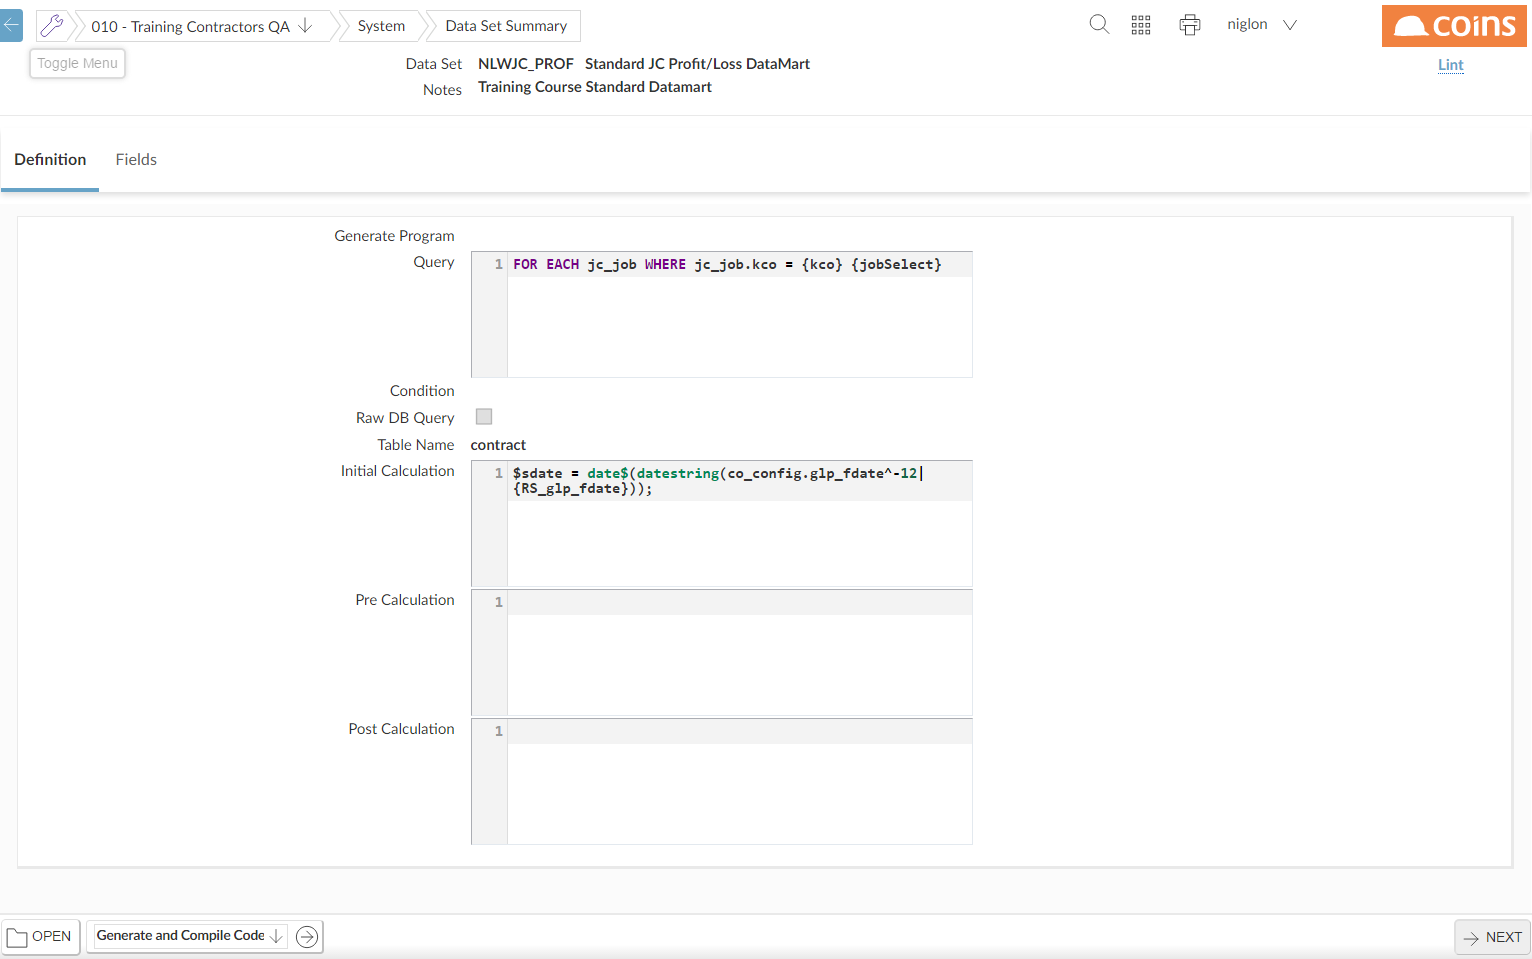 010 - Training Contractors QA
System
Data Set Summary
niglon
coins
Toggle Menu
Data Set NLWJC_PROF Standard JC Profit/Loss DataMart
Lint
Notes Training Course Standard Datamart
Definition Fields
Generate Program
Query
1 FOR EACH jc_job WHERE jc_job.kco = {kco} {jobSelect}
Condition
Raw DB Query
Table Name contract
Initial Calculation
1 $sdate = date$(datestring(co_config.glp_fdate^-12|
{RS_glp_fdate}));
Pre Calculation
1
Post Calculation
1
OPEN
Generate and Compile Code
NEXT